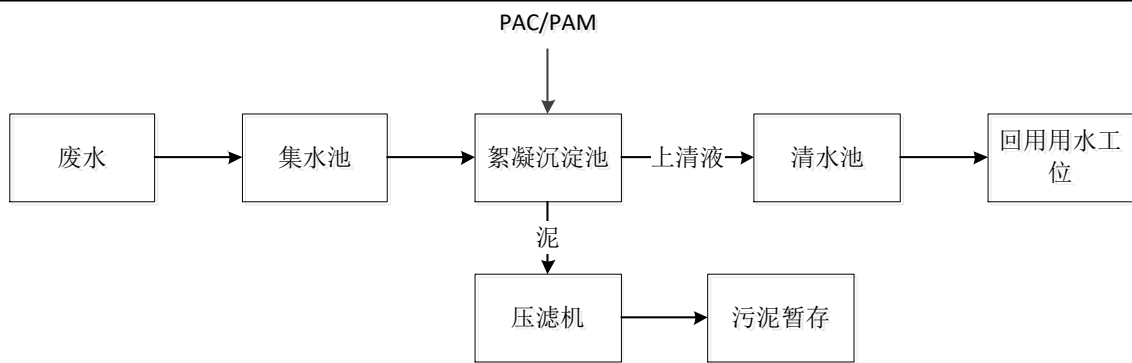 PAC/PAM
废水
集水池
絮凝沉淀池
上清液
清水池
回用用水工
位
泥
压滤机
污泥暂存